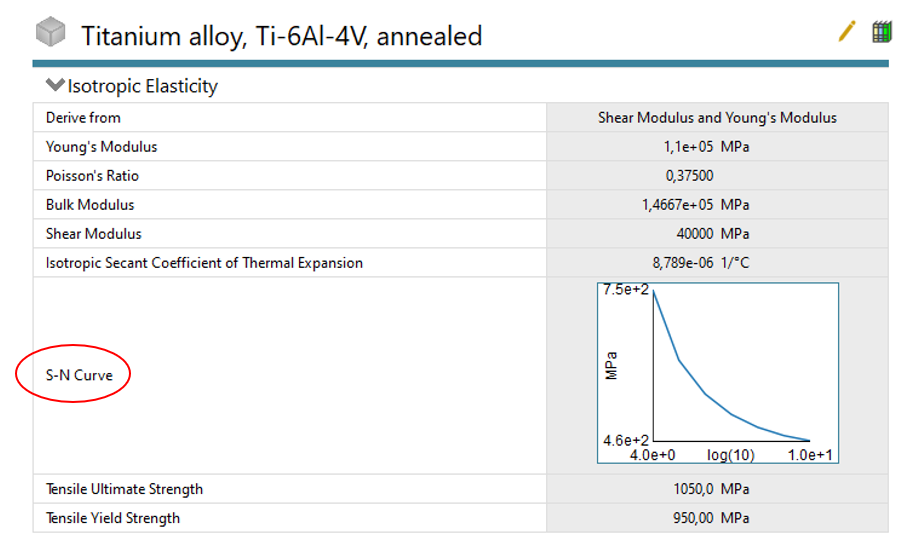 Titanium alloy, Ti-6Al-4V, annealed
Isotropic Elasticity
Derive from Shear Modulus and Young's Modulus
Young's Modulus 1,1e+05 MPa
Poisson's Ratio 0,37500
Bulk Modulus 1,4667e+05 MPa
Shear Modulus 40000 MPa
Isotropic Secant Coefficient of Thermal Expansion 8,789e-06 1/°C
S-N Curve
7.5e+2
MPa
4.6e+2
4.0e+0 log(10) 1.0e+1
Tensile Ultimate Strength 1050,0 MPa
Tensile Yield Strength 950,00 MPa